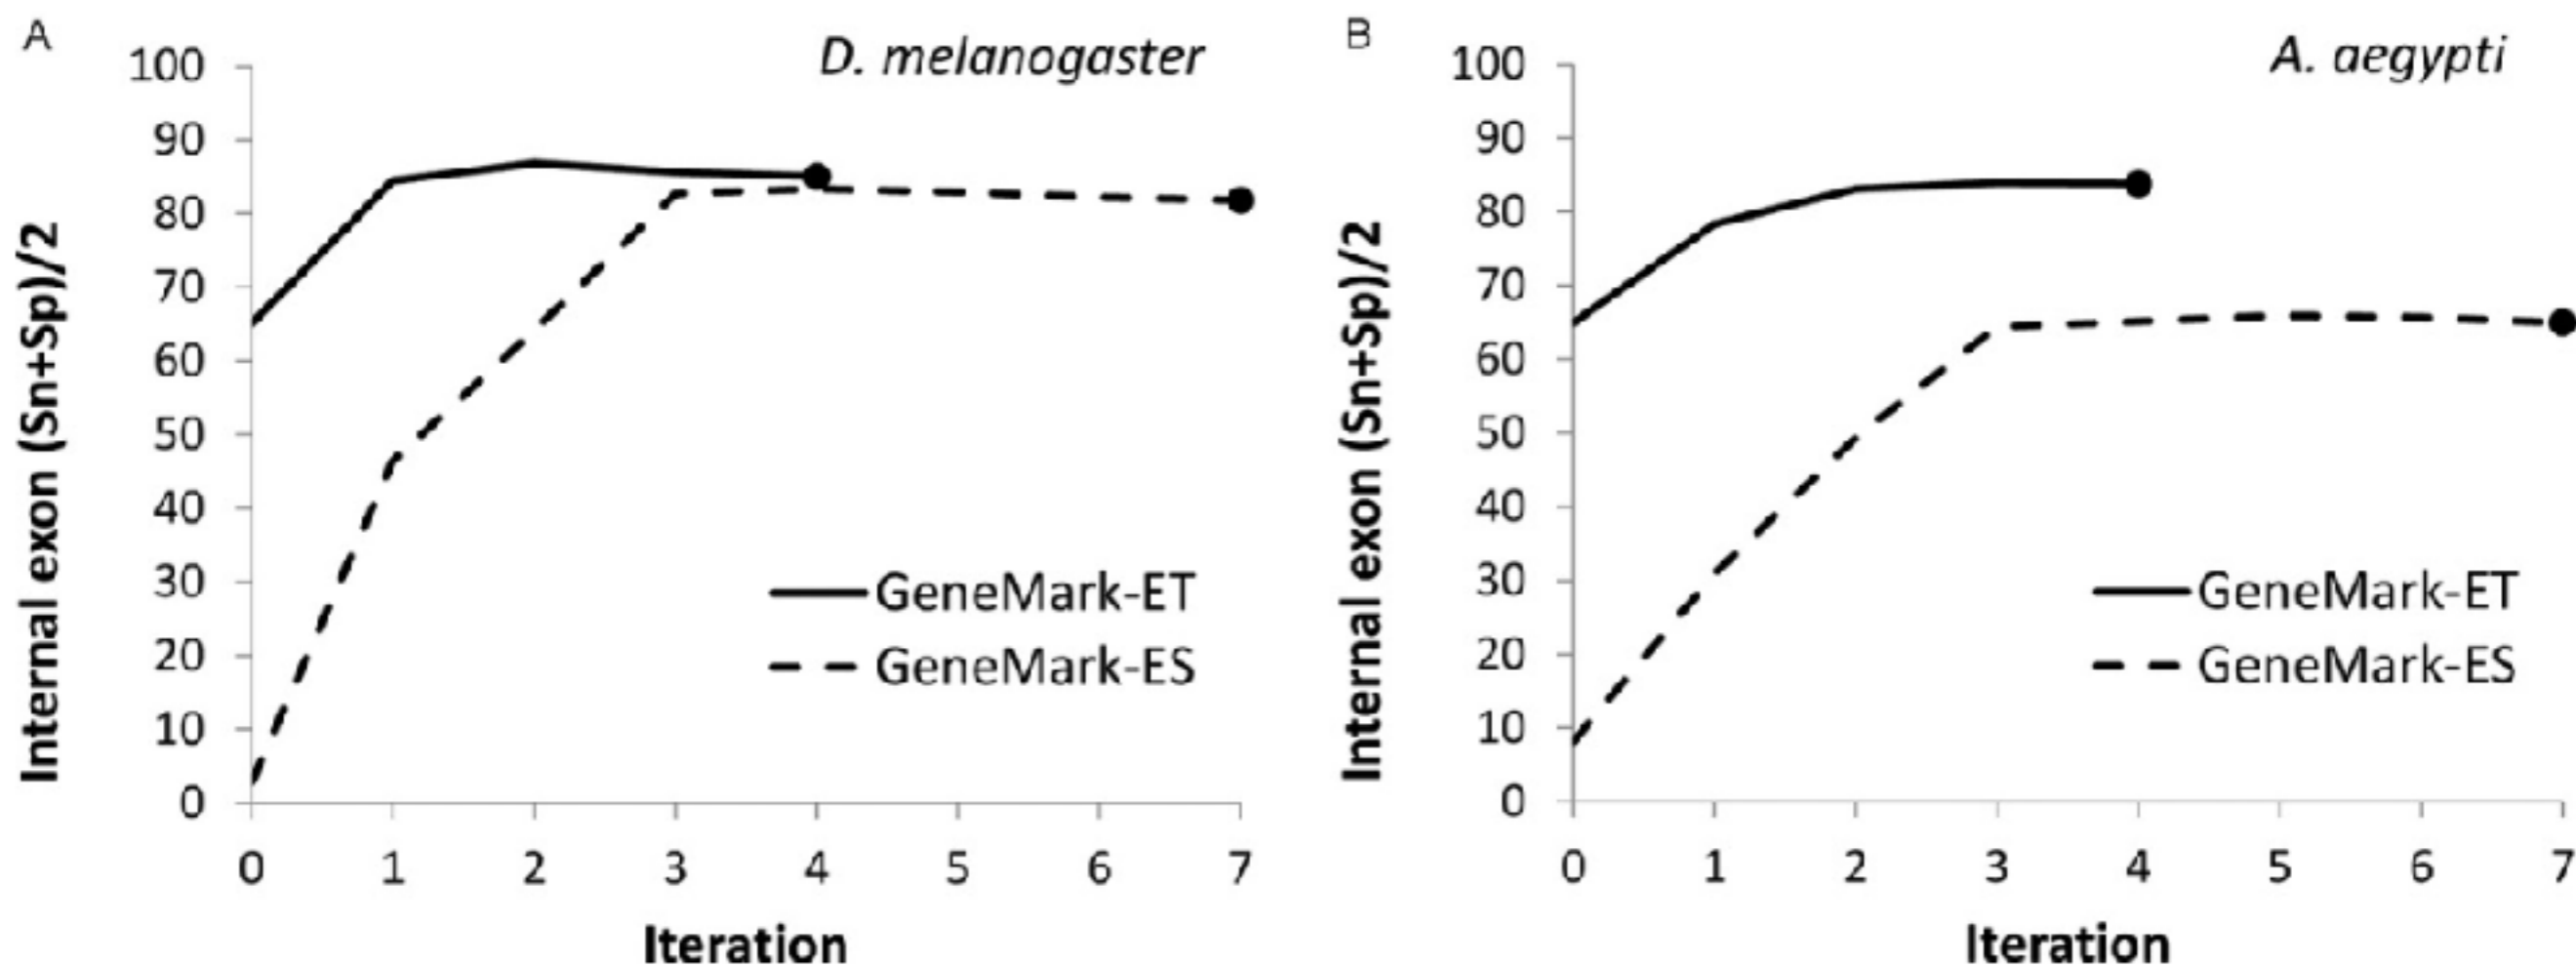 A
D. melanogaster
Internal exon (Sn+Sp)/2
100
90
80
70
60
50
40
30
20
10
0
GeneMark-ET
GeneMark-ES
0 1 2 3 4 5 6 7
Iteration
B
A. aegypti
Internal exon (Sn+Sp)/2
100
90
80
70
60
50
40
30
20
10
0
GeneMark-ET
GeneMark-ES
0 1 2 3 4 5 6 7
Iteration